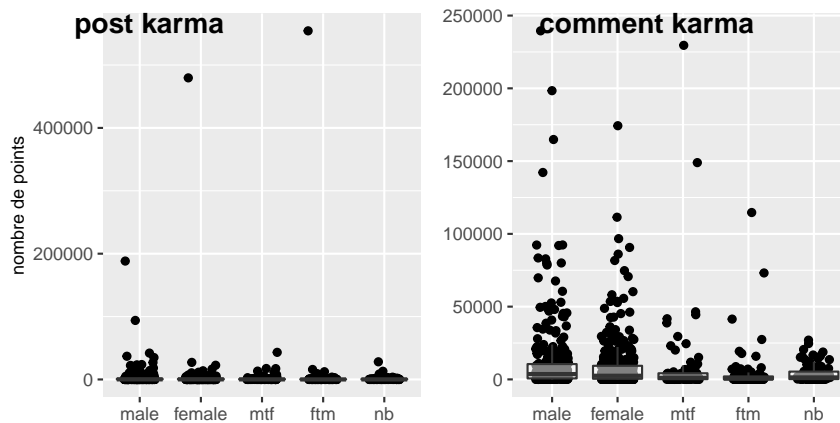 post karma
nombre de points
400000
200000
0
male female mtf ftm nb
comment karma
250000
200000
150000
100000
50000
0
male female mtf ftm nb